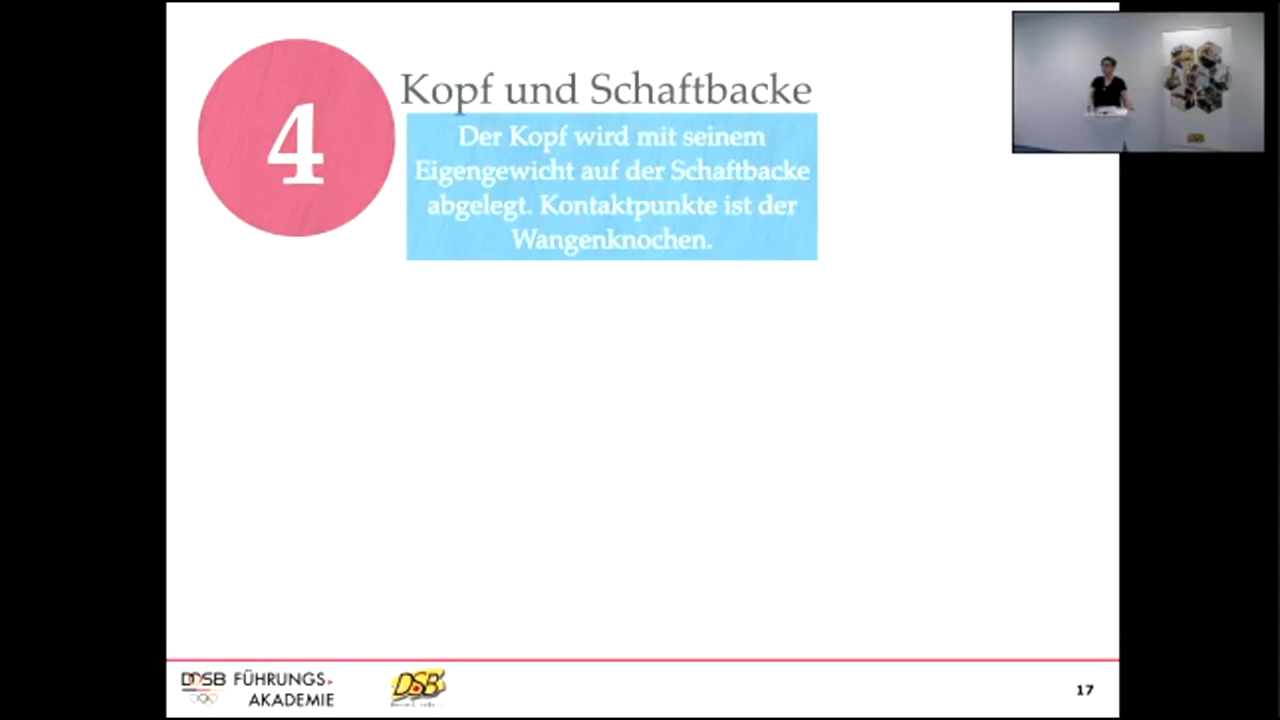 4
Kopf und Schaftbacke
Der Kopf wird mit seinem
Eigengewicht auf der Schaftbacke
abgelegt. Kontaktpunkte ist der
Wangenknochen.
DOSB FÜHRUNGS-
AKADEMIE
DSB
17